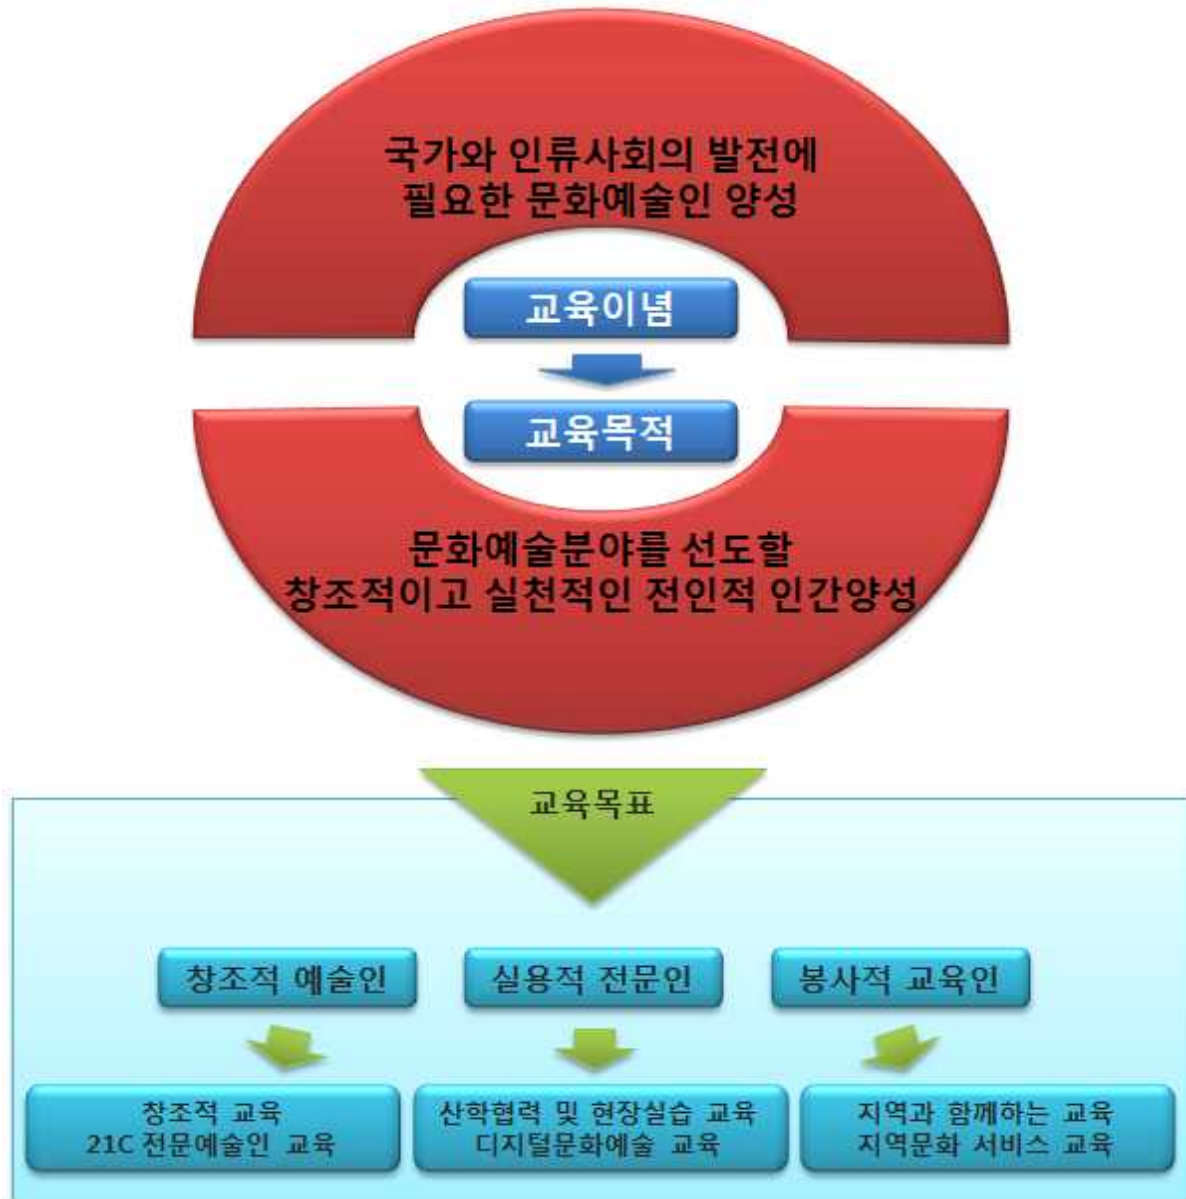 국가와 인류사회의 발전에
필요한 문화예술인 양성
교육이념
교육목적
문화예술분야를 선도할
창조적이고 실천적인 전인적 인간양성
교육목표
창조적 예술인
실용적 전문인
봉사적 교육인
창조적 교육
21C 전문예술인 교육
산학협력 및 현장실습 교육
디지털문화예술 교육
지역과 함께하는 교육
지역문화 서비스 교육